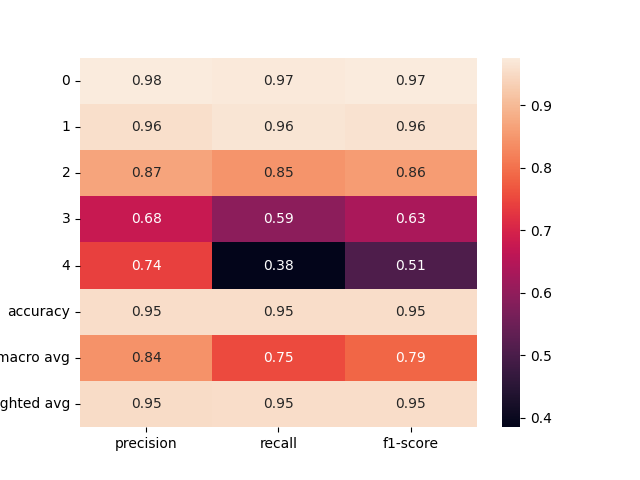 0 0.98 0.97 0.97
1 0.96 0.96 0.96
2 0.87 0.85 0.86
3 0.68 0.59 0.63
4 0.74 0.38 0.51
accuracy 0.95 0.95 0.95
macro avg 0.84 0.75 0.79
ghted avg 0.95 0.95 0.95
precision recall f1-score
0.9
0.8
0.7
0.6
0.5
0.4